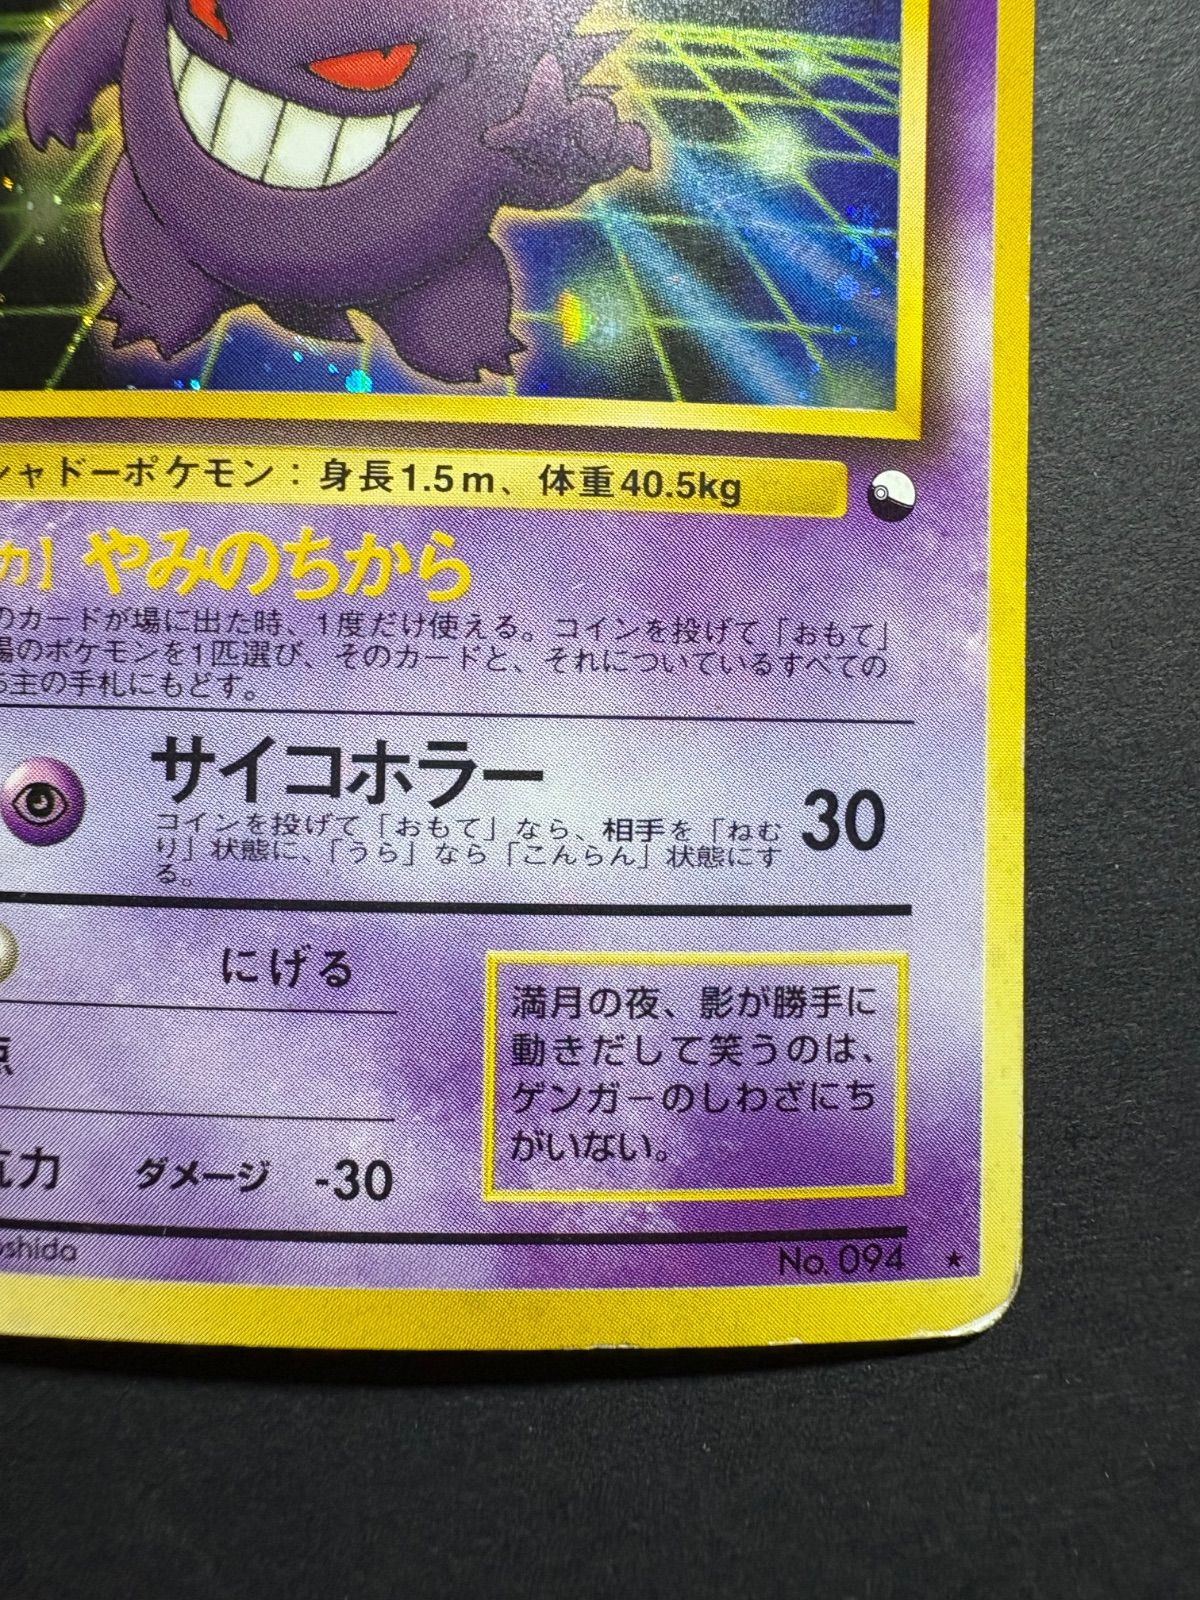 シャドーポケモン：身長1.5m、体重40.5kg
力】やみのちから
のカードが場に出た時、1度だけ使える。コインを投げて「おもて」
場のポケモンを1匹選び、そのカードと、それについているすべての
主の手札にもどす。
サイコホラー 30
コインを投げて「おもて」なら、相手を「ねむ
り」状態に、「うら」なら「こんらん」状態にす
る。
にげる
点
抗力 ダメージ -30
満月の夜、影が勝手に
動きだして笑うのは、
ゲンガーのしわざにち
がいない。
oshida
No. 094 ★